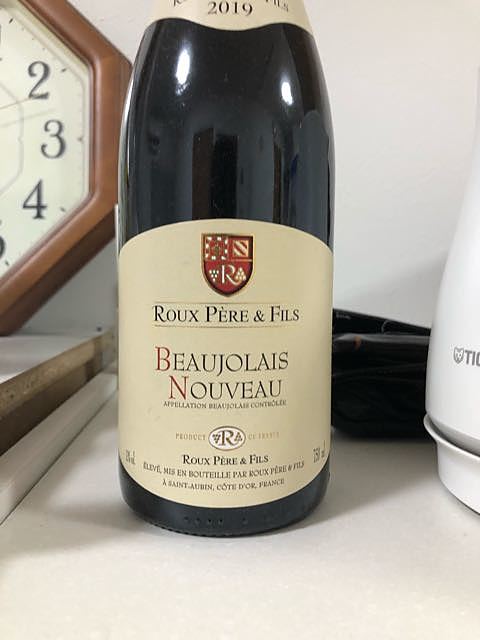 2019
2
3
4
R
ROUX PÈRE & FILS
BEAUJOLAIS
NOUVEAU
APPELLATION BEAUJOLAIS CONTRÔLÉE
PRODUCT R OF FRANCE
ROUX PÈRE & FILS
750 ml
ÉLEVÉ, MIS EN BOUTEILLE PAR ROUX PÈRE & FILS
À SAINT-AUBIN, CÔTE D'OR, FRANCE
TIG